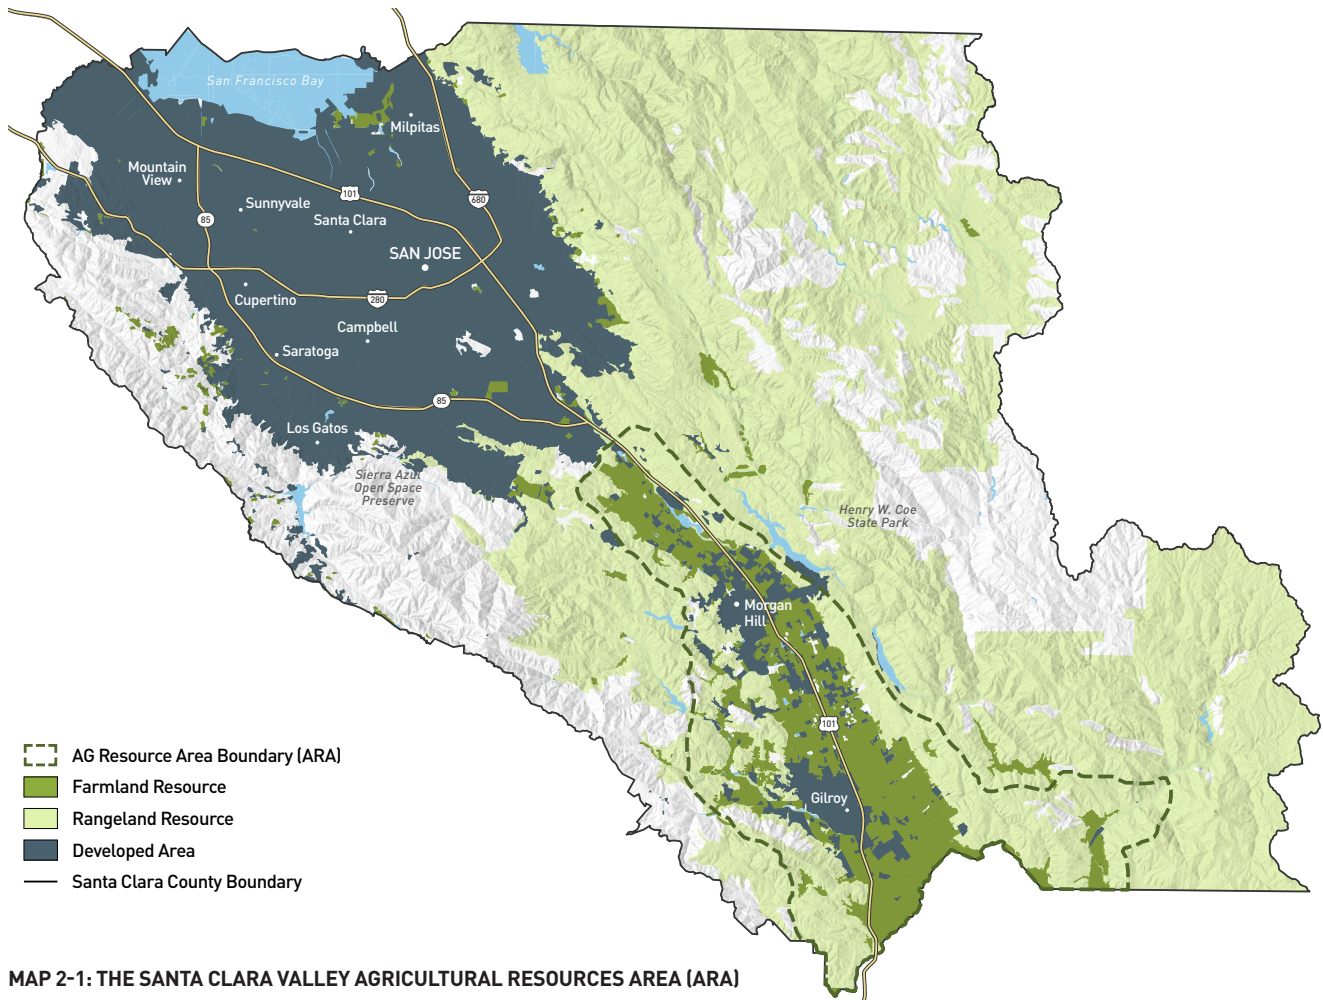 San Francisco Bay
Milpitas
Mountain
View
101
680
Sunnyvale
85
Santa Clara
SAN JOSE
Cupertino
280
Campbell
Saratoga
85
Los Gatos
Sierra Azul
Open Space
Preserve
Henry W. Coe
State Park
Morgan
Hill
101
Gilroy
AG Resource Area Boundary (ARA)
Farmland Resource
Rangeland Resource
Developed Area
Santa Clara County Boundary
MAP 2-1: THE SANTA CLARA VALLEY AGRICULTURAL RESOURCES AREA (ARA)